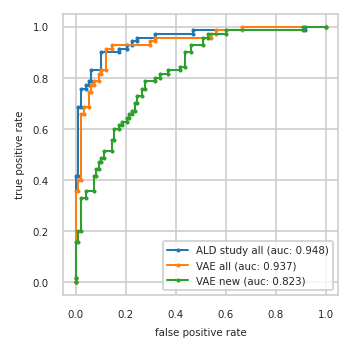 1.0
0.8
0.6
0.4
0.2
0.0
true positive rate
ALD study all (auc: 0.948)
VAE all (auc: 0.937)
VAE new (auc: 0.823)
0.0 0.2 0.4 0.6 0.8 1.0
false positive rate